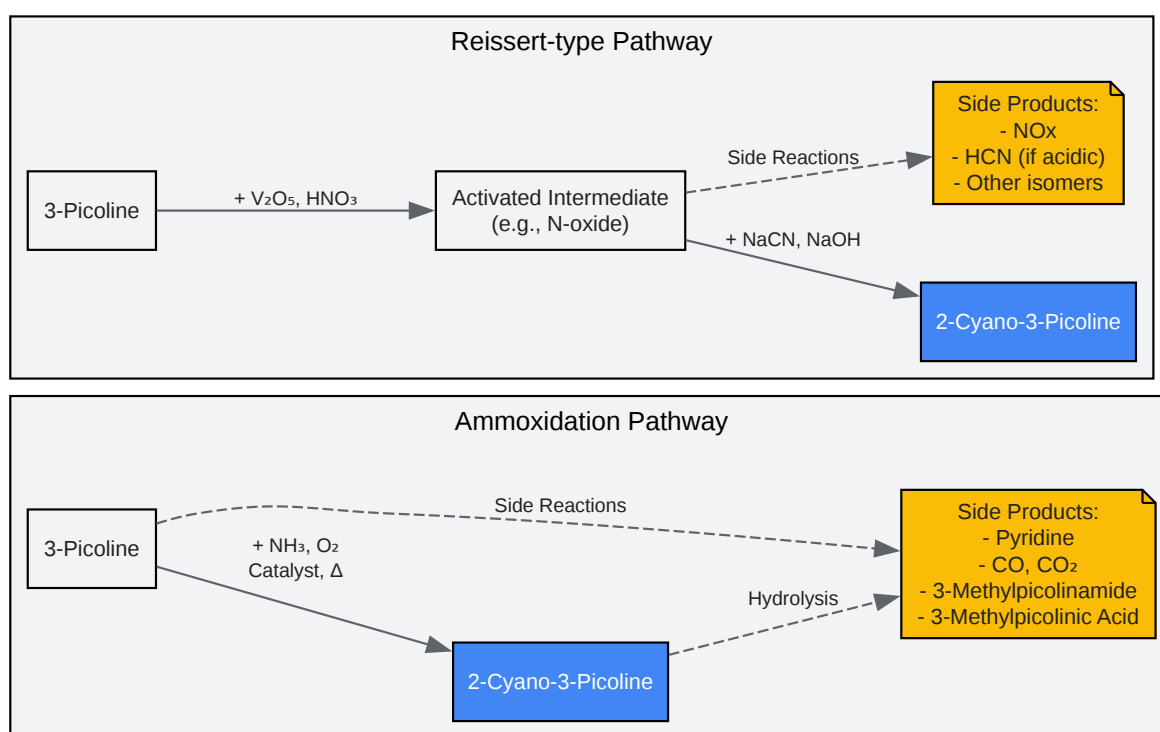 Reissert-type Pathway
3-Picoline
+ V₂O₅, HNO₃
Activated Intermediate
(e.g., N-oxide)
Side Reactions
+ NaCN, NaOH
Side Products:
- NOx
- HCN (if acidic)
- Other isomers
2-Cyano-3-Picoline
Ammoxidation Pathway
3-Picoline
Side Reactions
+ NH₃, O₂
Catalyst, Δ
2-Cyano-3-Picoline
Hydrolysis
Side Products:
- Pyridine
- CO, CO₂
- 3-Methylpicolinamide
- 3-Methylpicolinic Acid